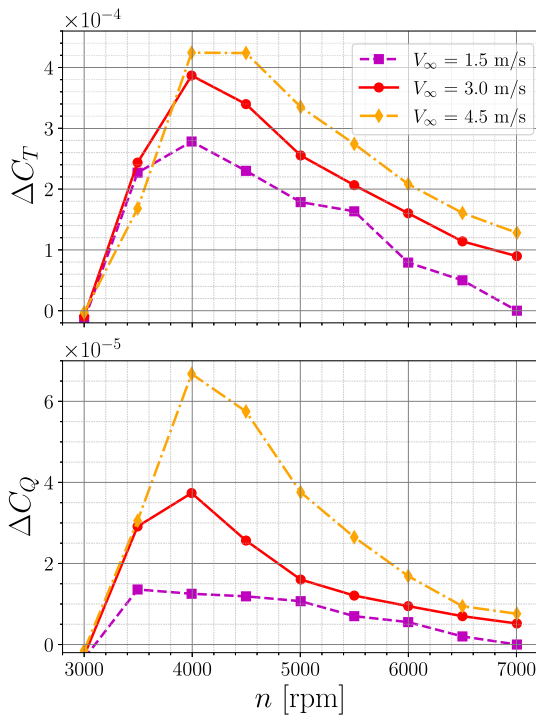 ×10⁻⁴
4
3
2
1
0
ΔC_T
V∞ = 1.5 m/s
V∞ = 3.0 m/s
V∞ = 4.5 m/s
×10⁻⁵
6
4
2
0
ΔC_Q
3000 4000 5000 6000 7000
n [rpm]